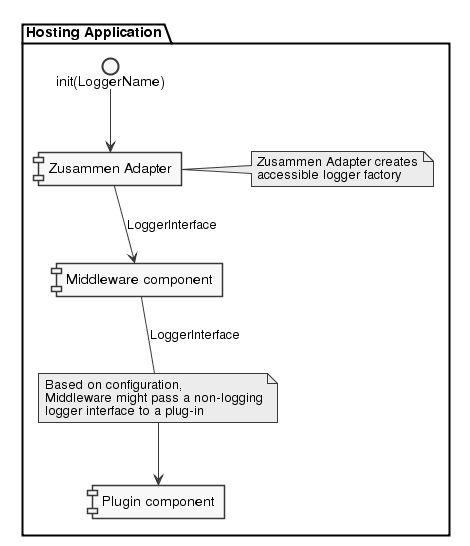 Hosting Application
init(LoggerName)
Zusammen Adapter
Zusammen Adapter creates
accessible logger factory
LoggerInterface
Middleware component
LoggerInterface
Based on configuration,
Middleware might pass a non-logging
logger interface to a plug-in
Plugin component